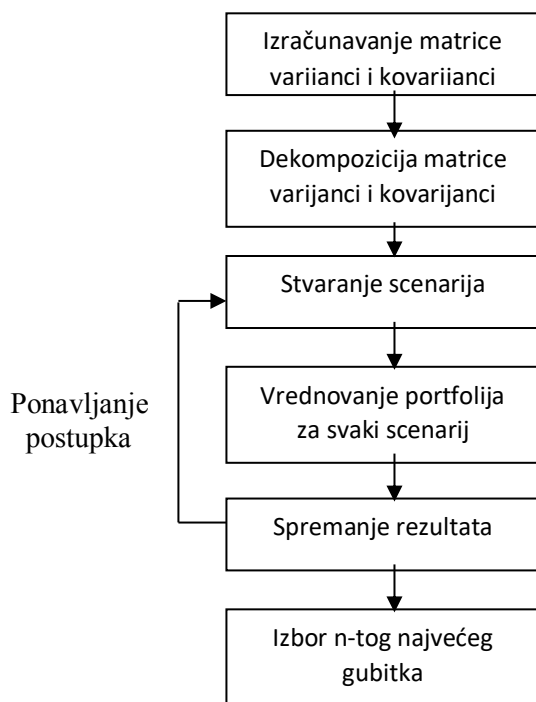 Izračunavanje matrice
variianci i kovariianci
Dekompozicija matrice
varijanci i kovarijanci
Stvaranje scenarija
Vrednovanje portfolija
za svaki scenarij
Ponavljanje
postupka
Spremanje rezultata
Izbor n-tog najvećeg
gubitka